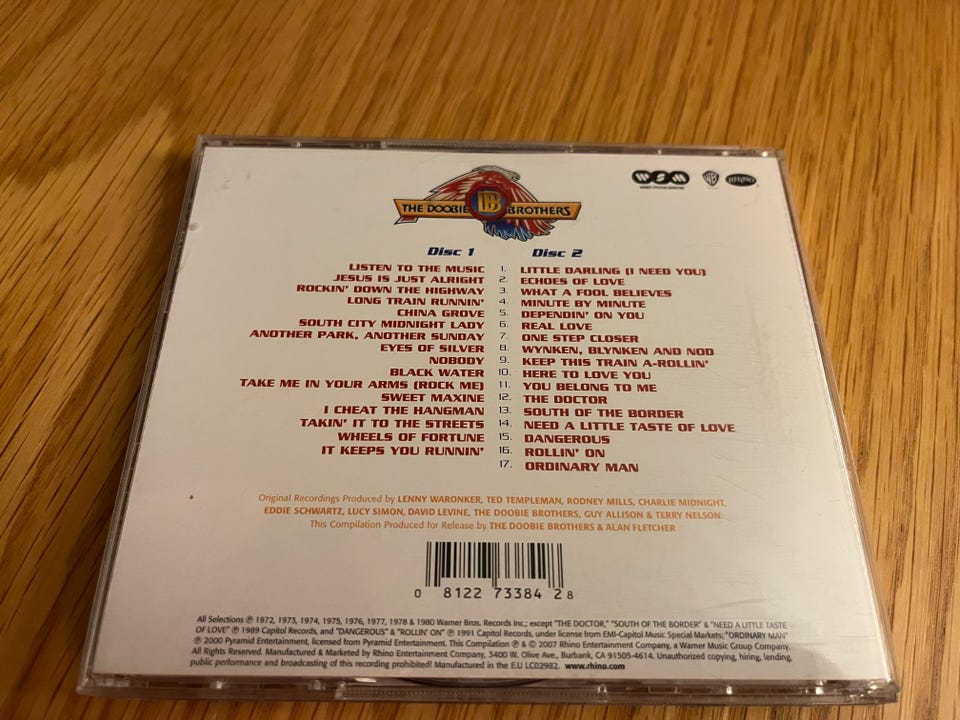 THE DOOBIE DB BROTHERS
WSM
WB
RHINO
Disc 1 Disc 2
LISTEN TO THE MUSIC 1. LITTLE DARLING (I NEED YOU)
JESUS IS JUST ALRIGHT 2. ECHOES OF LOVE
ROCKIN' DOWN THE HIGHWAY 3. WHAT A FOOL BELIEVES
LONG TRAIN RUNNIN' 4. MINUTE BY MINUTE
CHINA GROVE 5. DEPENDIN' ON YOU
SOUTH CITY MIDNIGHT LADY 6. REAL LOVE
ANOTHER PARK, ANOTHER SUNDAY 7. ONE STEP CLOSER
EYES OF SILVER 8. WYNKEN, BLYNKEN AND NOD
NOBODY 9. KEEP THIS TRAIN A-ROLLIN'
BLACK WATER 10. HERE TO LOVE YOU
TAKE ME IN YOUR ARMS (ROCK ME) 11. YOU BELONG TO ME
SWEET MAXINE 12. THE DOCTOR
I CHEAT THE HANGMAN 13. SOUTH OF THE BORDER
TAKIN' IT TO THE STREETS 14. NEED A LITTLE TASTE OF LOVE
WHEELS OF FORTUNE 15. DANGEROUS
IT KEEPS YOU RUNNIN' 16. ROLLIN' ON
17. ORDINARY MAN
Original Recordings Produced by LENNY WARONKER, TED TEMPLEMAN, RODNEY MILLS, CHARLIE MIDNIGHT,
EDDIE SCHWARTZ, LUCY SIMON, DAVID LEVINE, THE DOOBIE BROTHERS, GUY ALLISON & TERRY NELSON
This Compilation Produced for Release by THE DOOBIE BROTHERS & ALAN FLETCHER
0 8122 73384 2 8
All Selections ℗ 1972, 1973, 1974, 1975, 1976, 1977, 1978 & 1980 Warner Bros. Records Inc.; except "THE DOCTOR," "SOUTH OF THE BORDER" & "NEED A LITTLE TASTE
OF LOVE" ℗ 1989 Capitol Records, and "DANGEROUS" & "ROLLIN' ON" ℗ 1991 Capitol Records, under license from EMI-Capitol Music Special Markets; "ORDINARY MAN"
℗ 2000 Pyramid Entertainment, licensed from Pyramid Entertainment. This Compilation ℗ & © 2007 Rhino Entertainment Company, a Warner Music Group Company.
All Rights Reserved. Manufactured & Marketed by Rhino Entertainment Company, 3400 W. Olive Ave., Burbank, CA 91505-4614. Unauthorized copying, hiring, lending,
public performance and broadcasting of this recording prohibited! Manufactured in the E.U LC02982. www.rhino.com